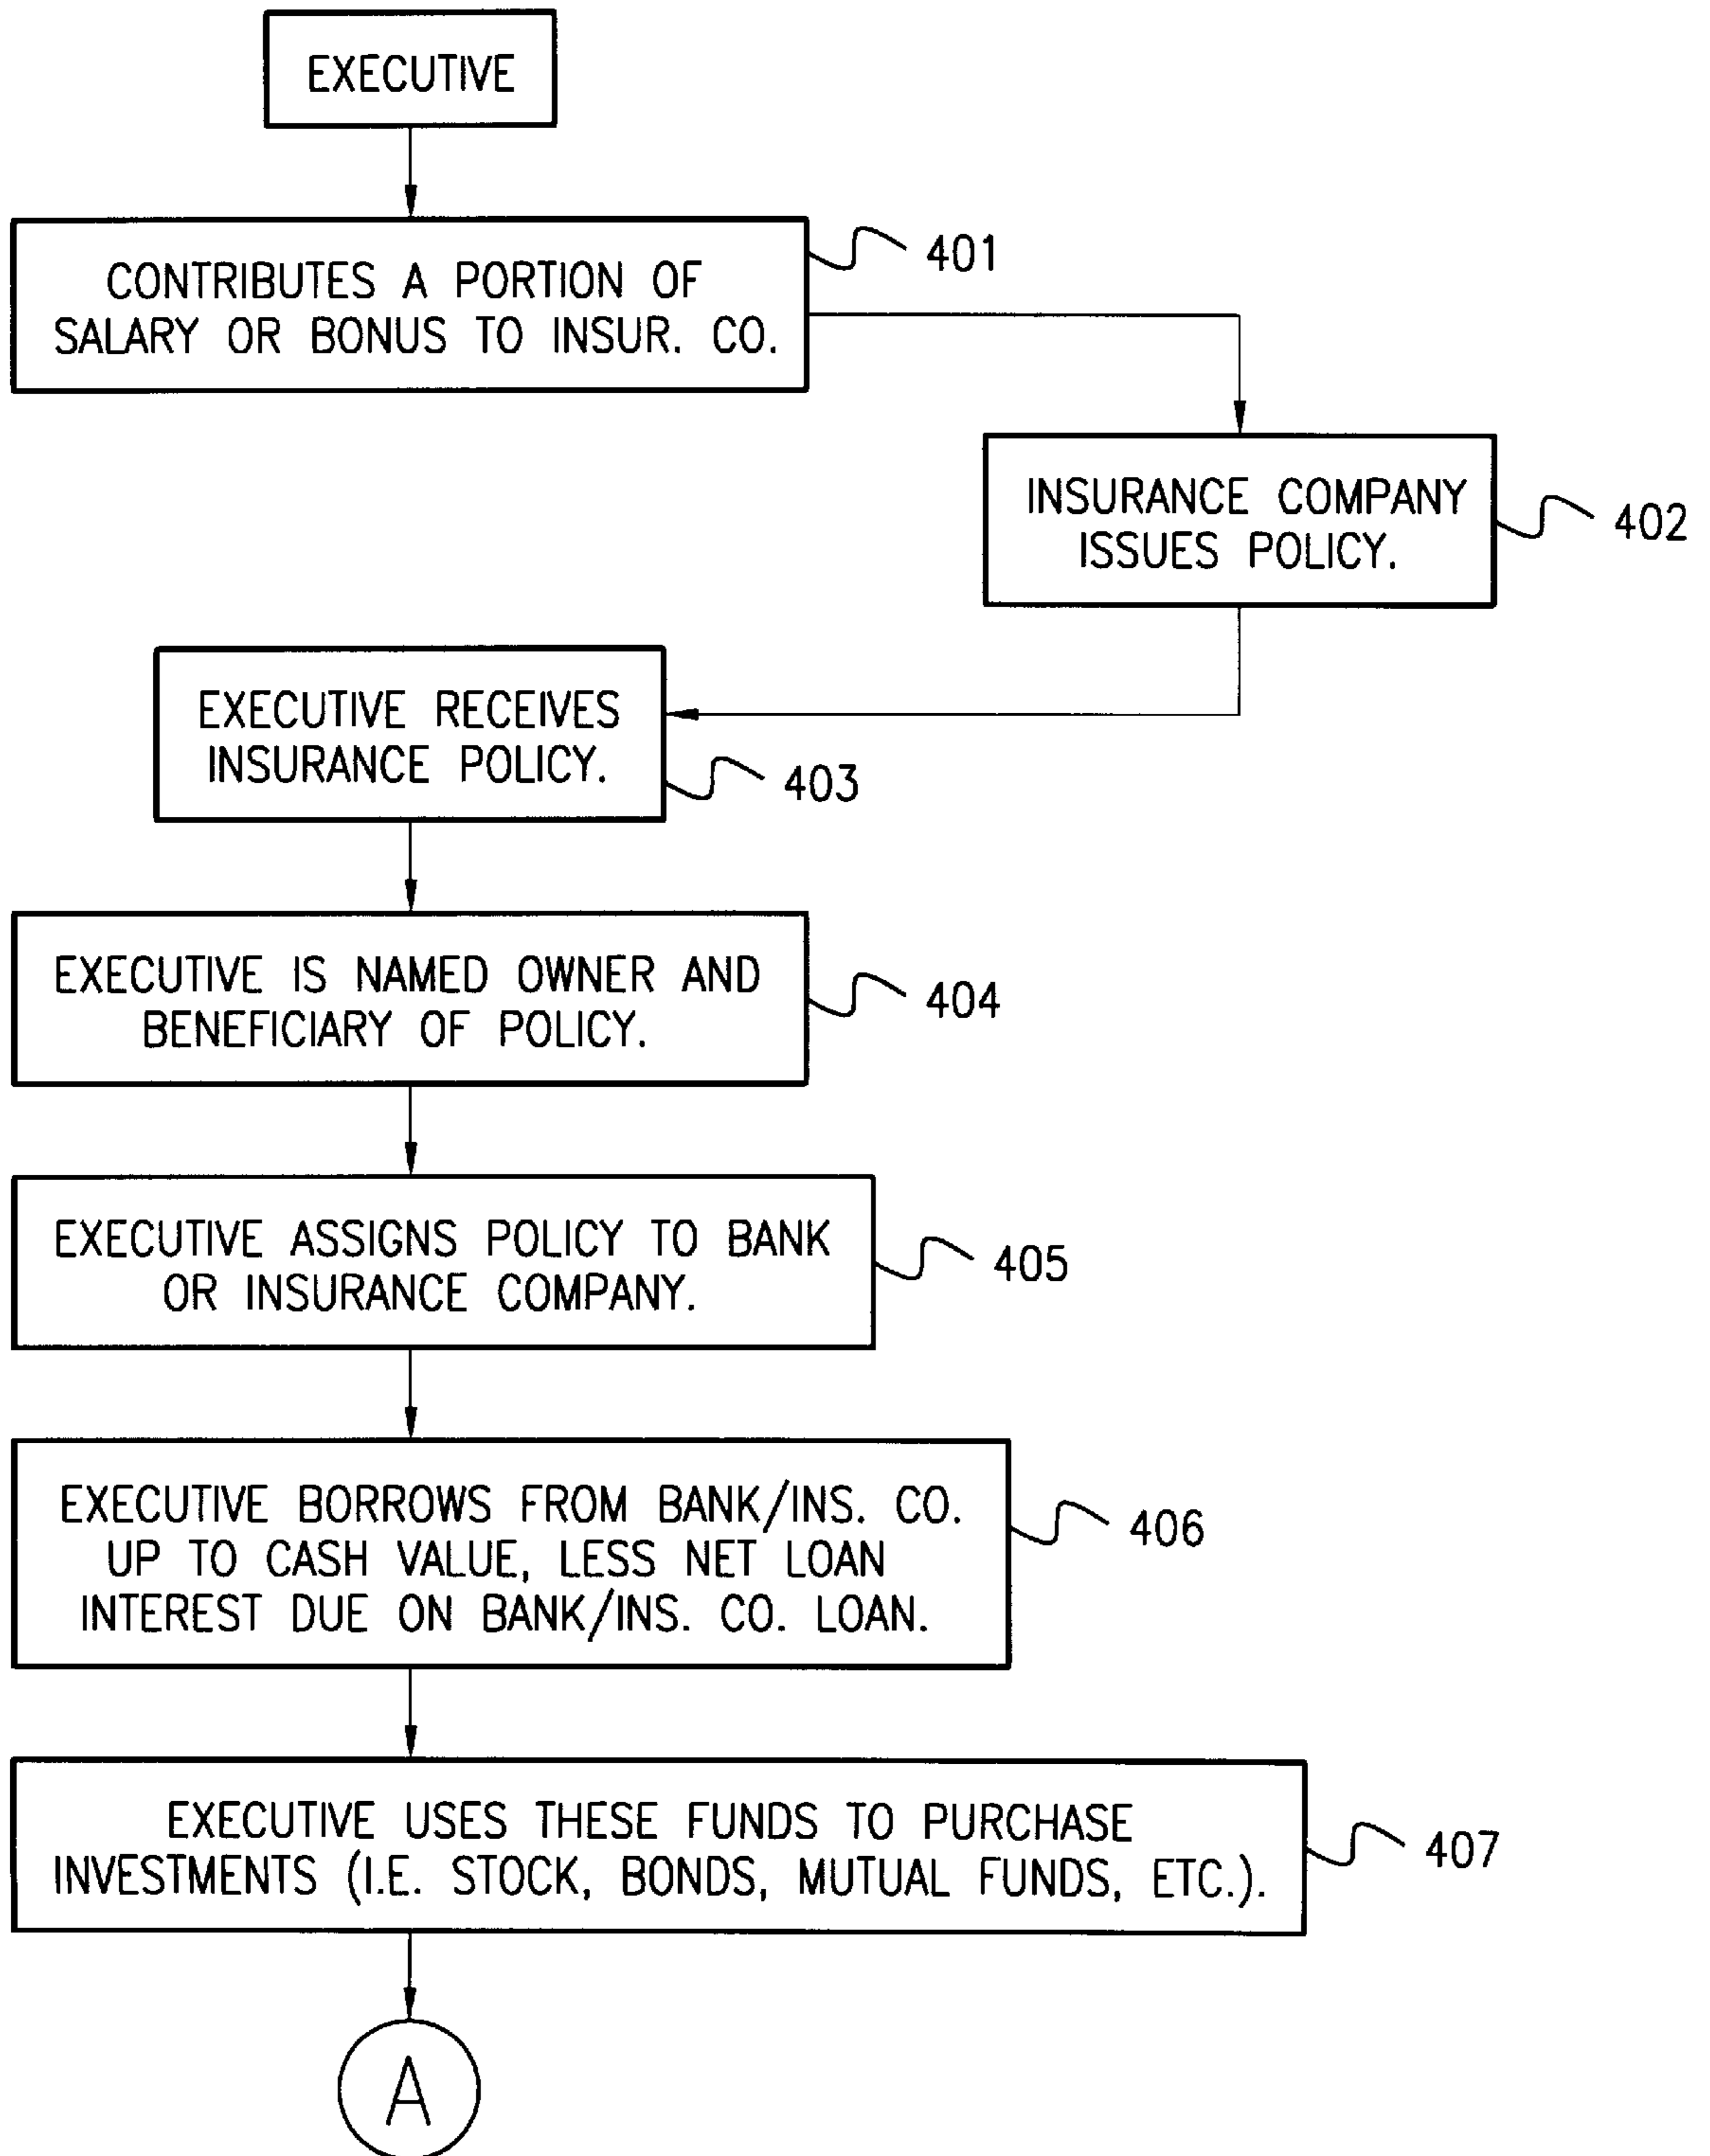 EXECUTIVE
CONTRIBUTES A PORTION OF
SALARY OR BONUS TO INSUR. CO.
401
INSURANCE COMPANY
ISSUES POLICY.
402
EXECUTIVE RECEIVES
INSURANCE POLICY.
403
EXECUTIVE IS NAMED OWNER AND
BENEFICIARY OF POLICY.
404
EXECUTIVE ASSIGNS POLICY TO BANK
OR INSURANCE COMPANY.
405
EXECUTIVE BORROWS FROM BANK/INS. CO.
UP TO CASH VALUE, LESS NET LOAN
INTEREST DUE ON BANK/INS. CO. LOAN.
406
EXECUTIVE USES THESE FUNDS TO PURCHASE
INVESTMENTS (I.E. STOCK, BONDS, MUTUAL FUNDS, ETC.).
407
A